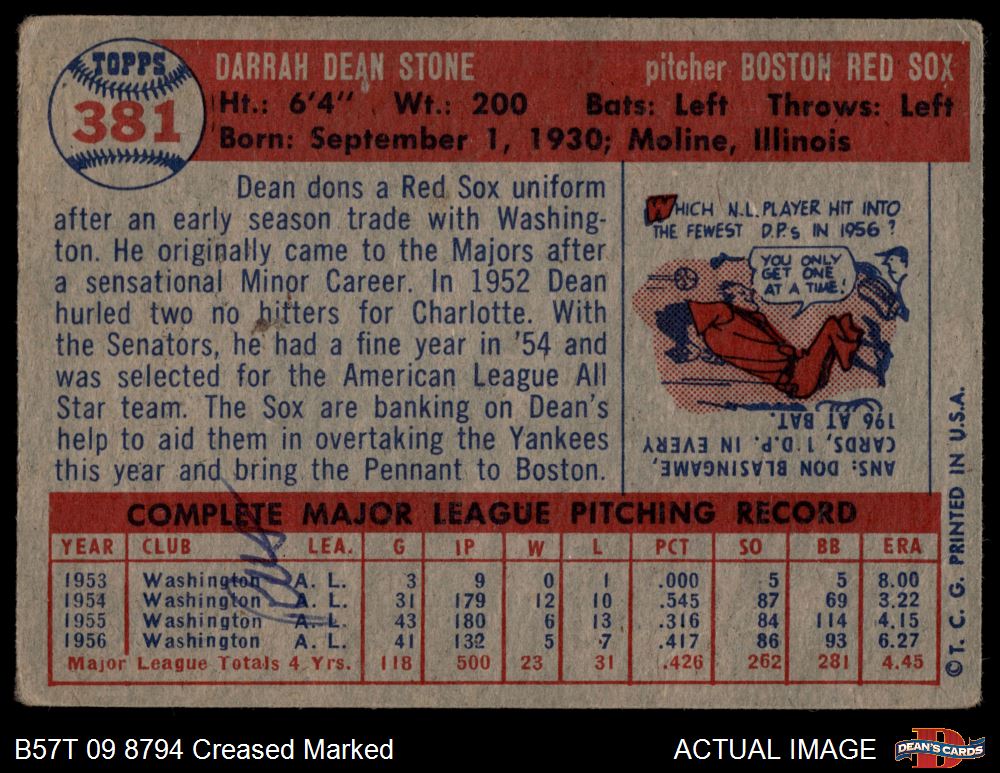 TOPPS
381
DARRAH DEAN STONE pitcher BOSTON RED SOX
Ht.: 6'4" Wt.: 200 Bats: Left Throws: Left
Born: September 1, 1930; Moline, Illinois
Dean dons a Red Sox uniform
after an early season trade with Washing-
ton. He originally came to the Majors after
a sensational Minor Career. In 1952 Dean
hurled two no hitters for Charlotte. With
the Senators, he had a fine year in '54 and
was selected for the American League All
Star team. The Sox are banking on Dean's
help to aid them in overtaking the Yankees
this year and bring the Pennant to Boston.
WHICH N.L. PLAYER HIT INTO
THE FEWEST D.P.s IN 1956?
YOU ONLY
GET ONE
AT A TIME!
ANS: DON BLASINGAME,
CARDS, 1 D.P. IN EVERY
196 AT BAT.
COMPLETE MAJOR LEAGUE PITCHING RECORD
YEAR CLUB LEA. G IP W L PCT SO BB ERA
1953 Washington A. L. 3 9 0 1 .000 5 5 8.00
1954 Washington A. L. 31 179 12 10 .545 87 69 3.22
1955 Washington A. L. 43 180 6 13 .316 84 114 4.15
1956 Washington A. L. 41 132 5 7 .417 86 93 6.27
Major League Totals 4 Yrs. 118 500 23 31 .426 262 281 4.45
© T. C. G. PRINTED IN U.S.A.
B57T 09 8794 Creased Marked
ACTUAL IMAGE
D
DEAN'S CARDS